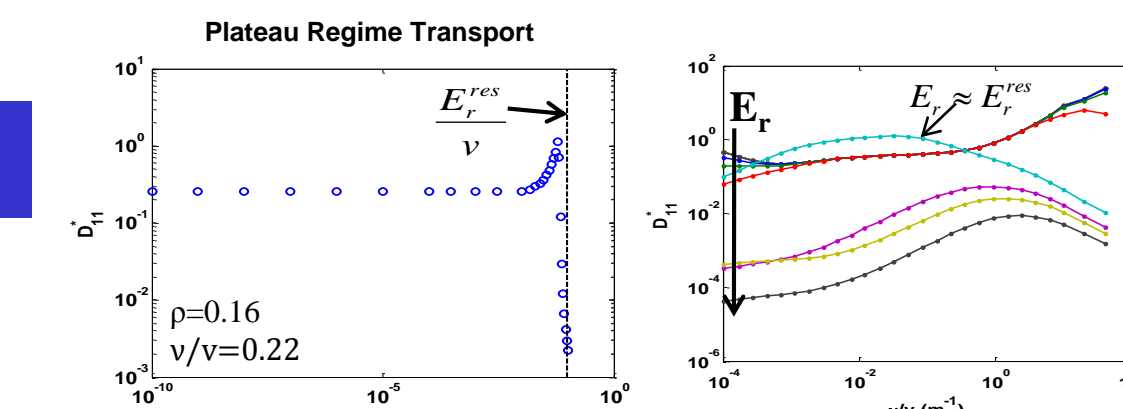 Plateau Regime Transport
10^1
10^0
10^-1
10^-2
10^-3
D*_11
E_r^res
v
ρ=0.16
ν/v=0.22
10^-10
10^-5
10^0
10^2
10^0
10^-2
10^-4
10^-6
D*_11
E_r
E_r ≈ E_r^res
10^-4
10^-2
10^0
(m^-1)